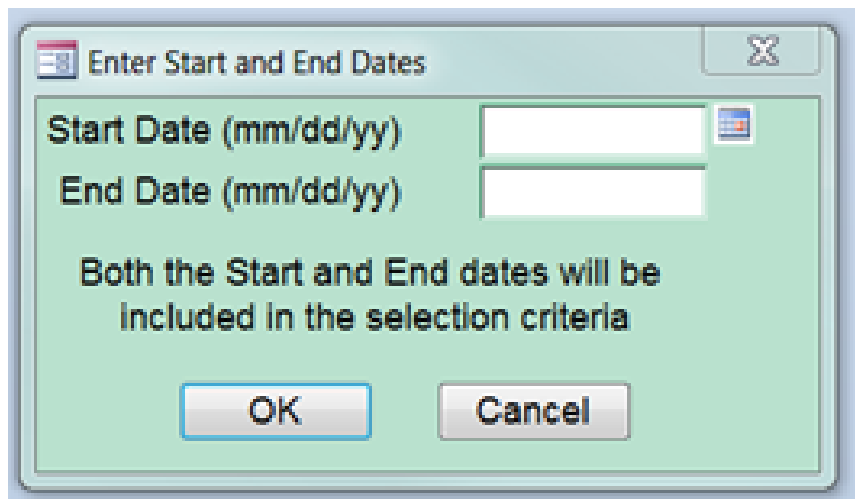 Enter Start and End Dates
Start Date (mm/dd/yy)
End Date (mm/dd/yy)
Both the Start and End dates will be
included in the selection criteria
OK Cancel